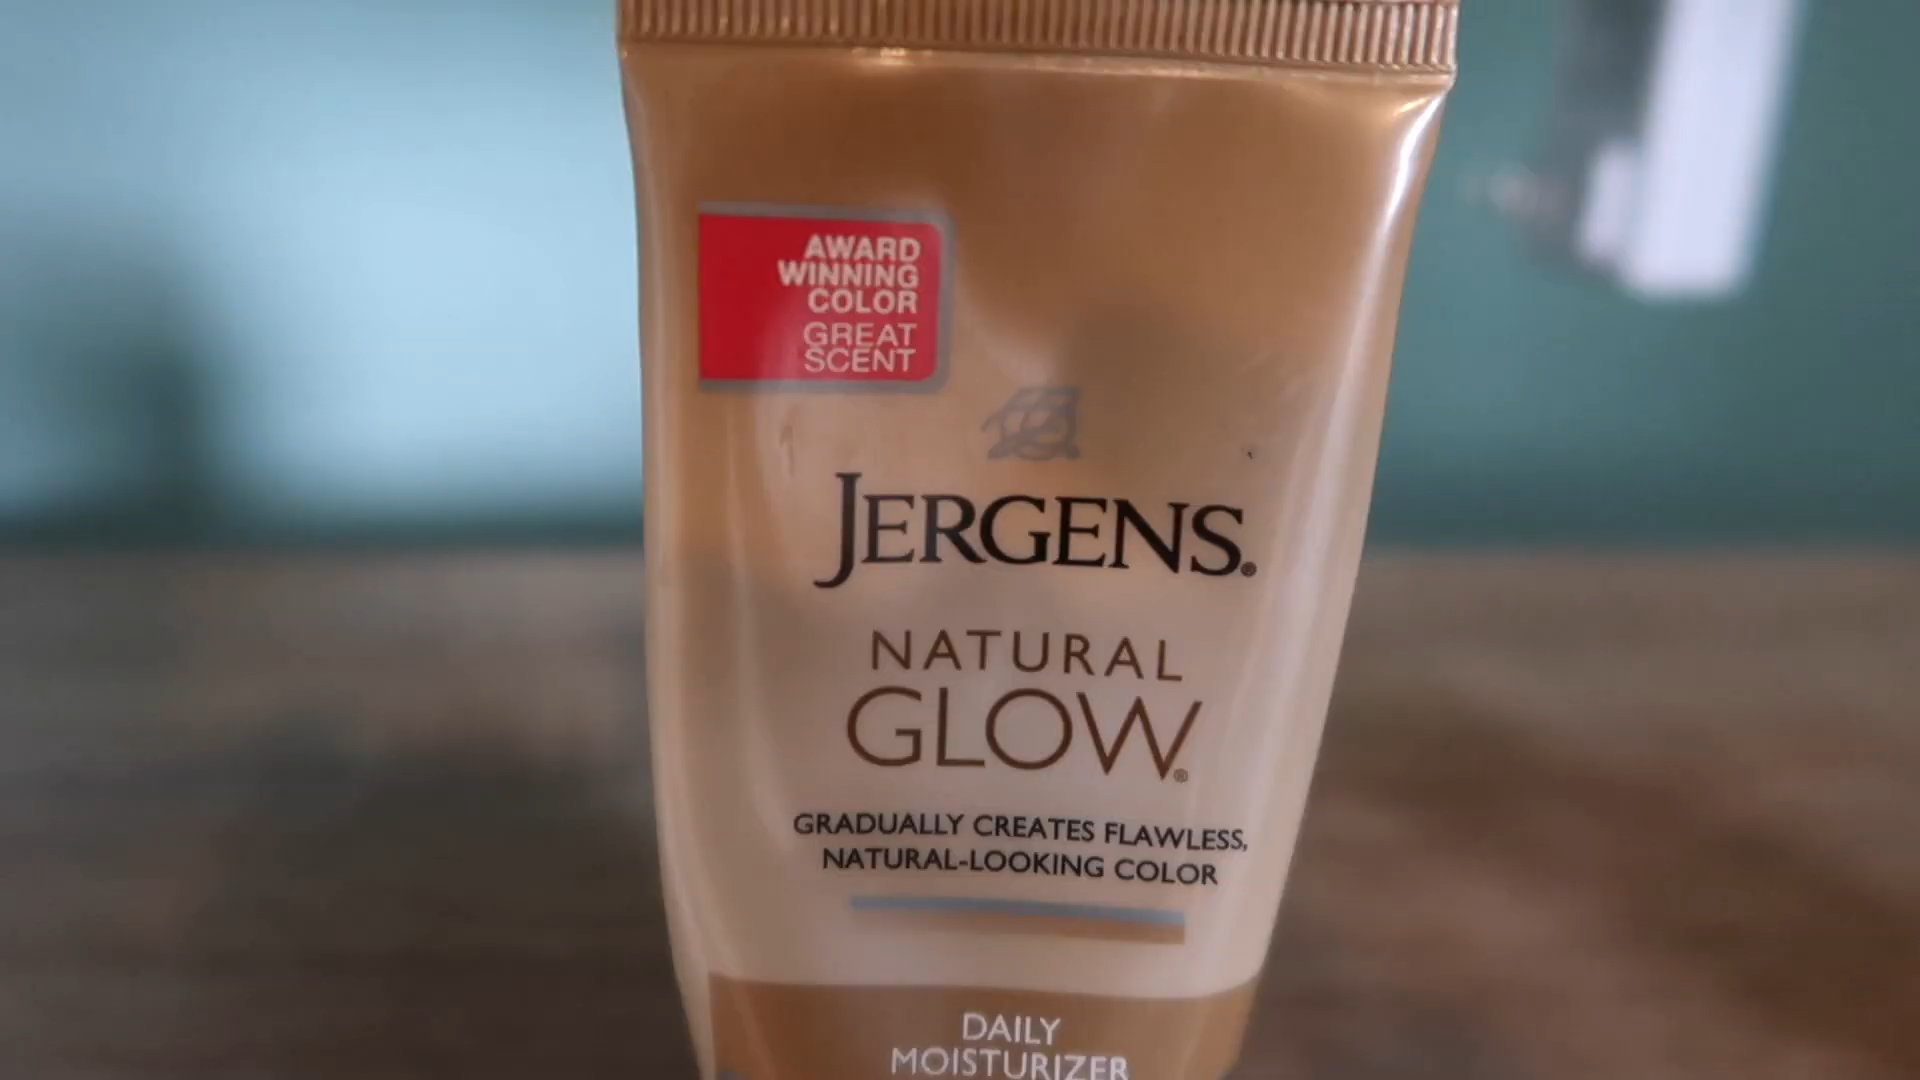 AWARD
WINNING
COLOR
GREAT
SCENT
JERGENS®
NATURAL
GLOW®
GRADUALLY CREATES FLAWLESS,
NATURAL-LOOKING COLOR
DAILY
MOISTURIZER